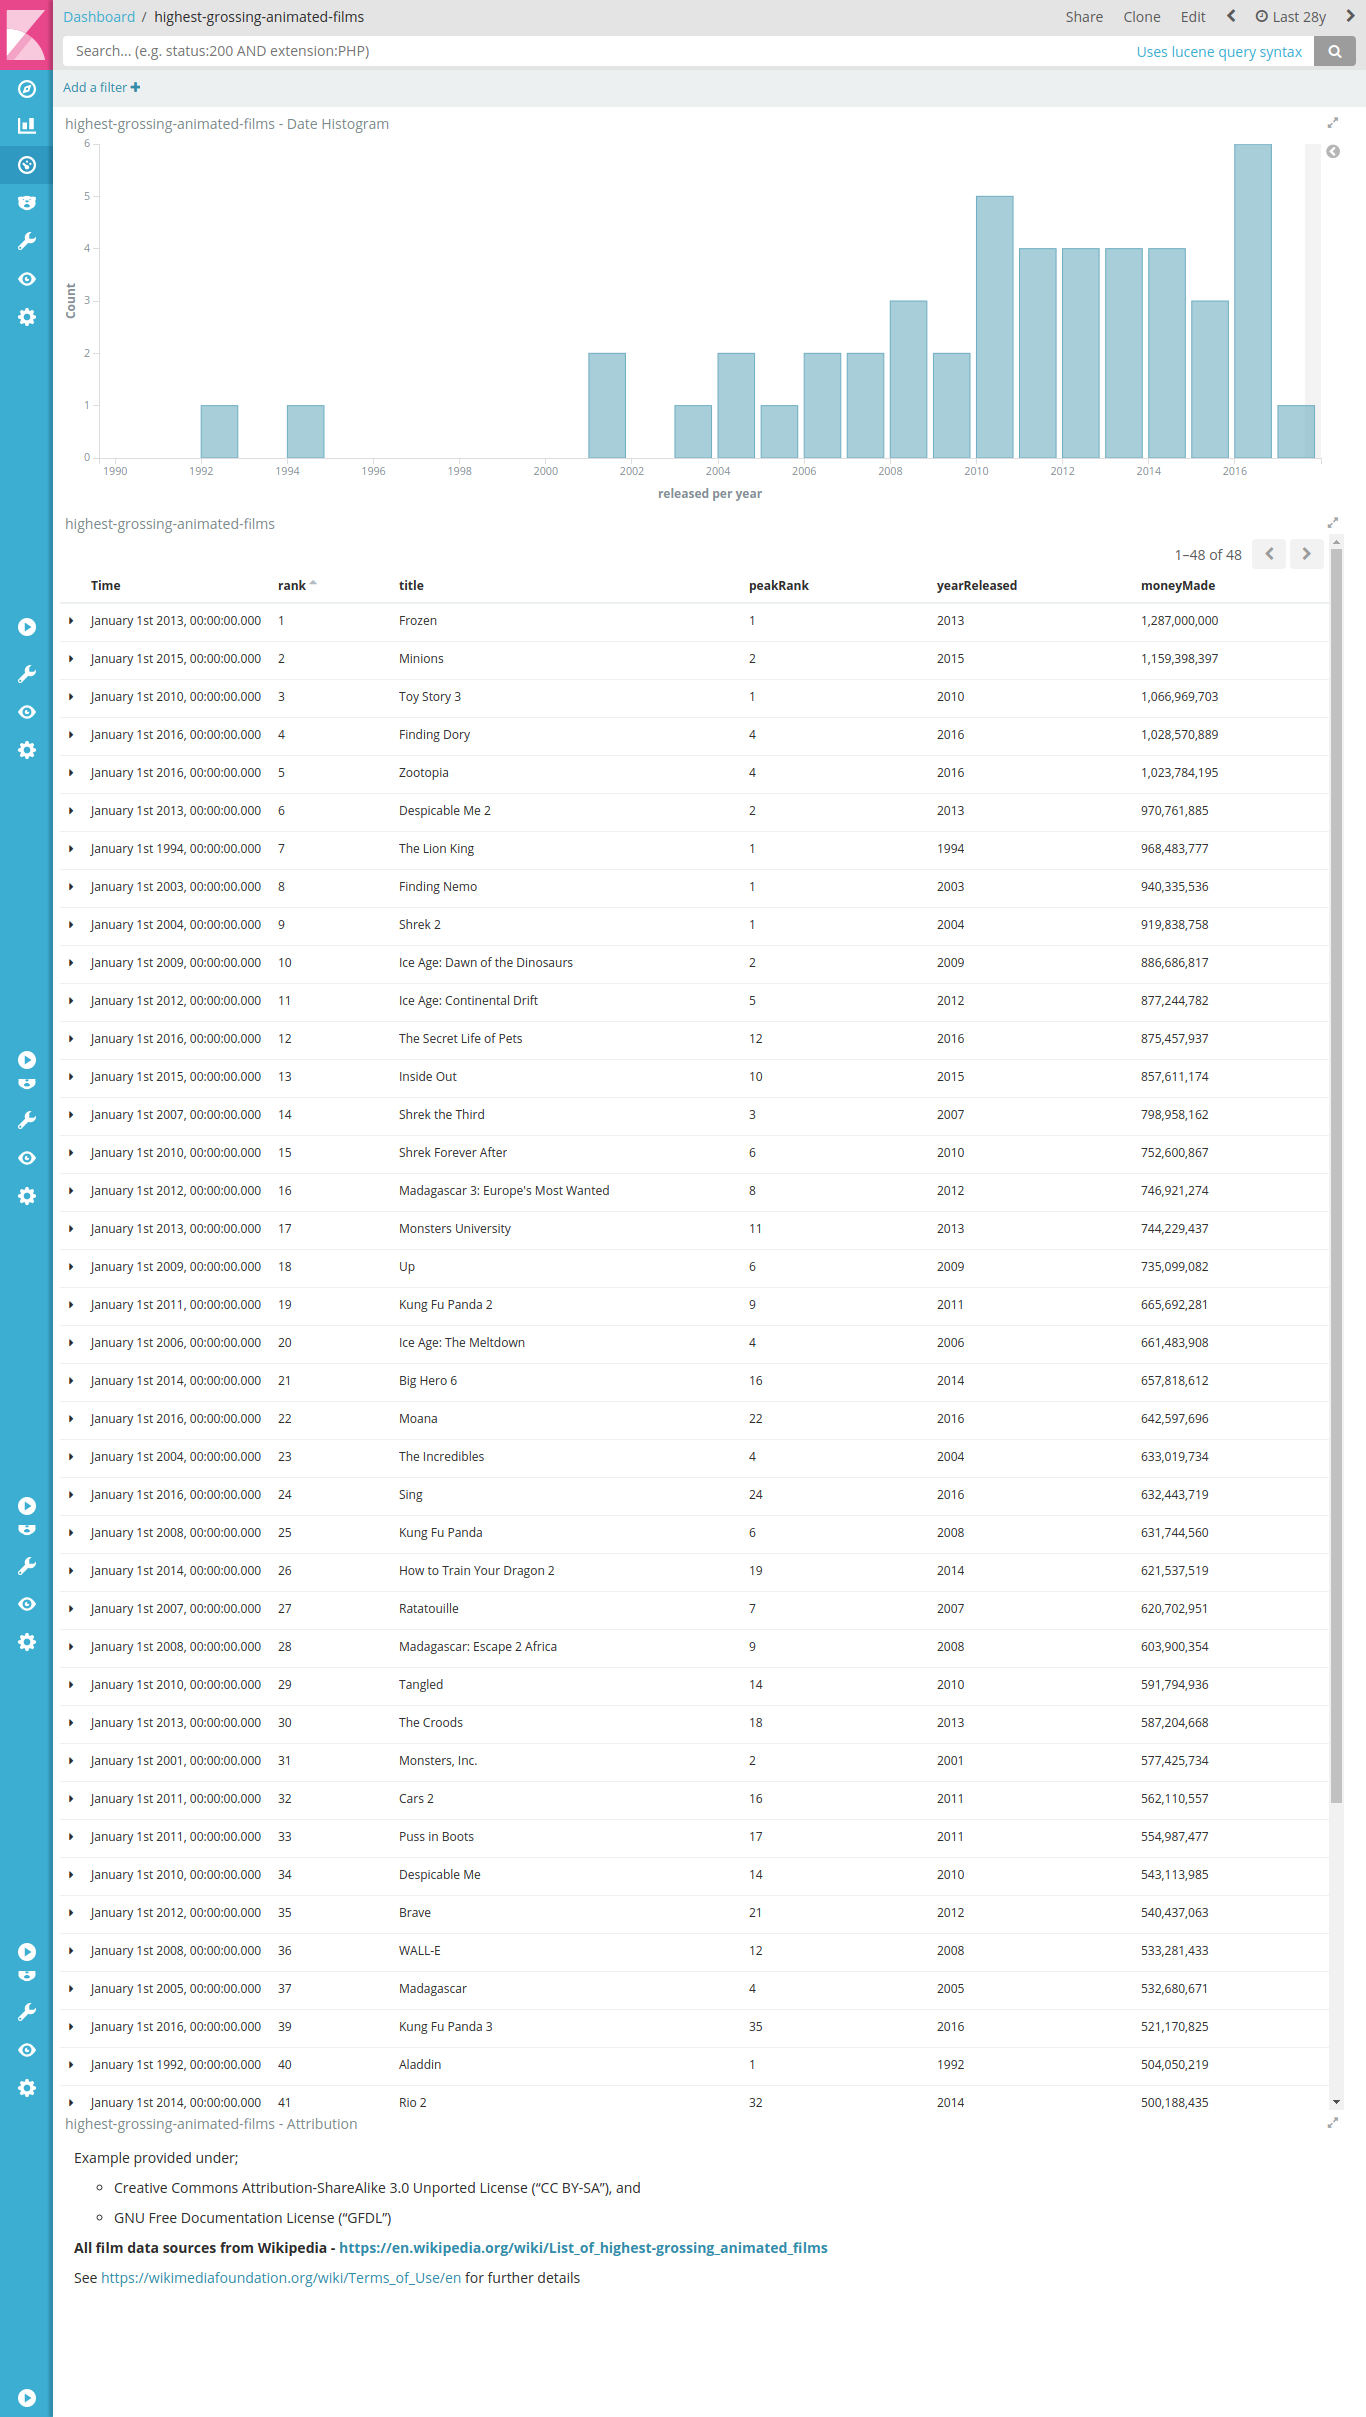 Dashboard / highest-grossing-animated-films Share Clone Edit Last 28y
Search... (e.g. status:200 AND extension:PHP) Uses lucene query syntax
Add a filter
highest-grossing-animated-films - Date Histogram
6
5
4
3
2
1
0
Count
1990 1992 1994 1996 1998 2000 2002 2004 2006 2008 2010 2012 2014 2016
released per year
highest-grossing-animated-films
1–48 of 48
Time rank title peakRank yearReleased moneyMade
January 1st 2013, 00:00:00.000 1 Frozen 1 2013 1,287,000,000
January 1st 2015, 00:00:00.000 2 Minions 2 2015 1,159,398,397
January 1st 2010, 00:00:00.000 3 Toy Story 3 1 2010 1,066,969,703
January 1st 2016, 00:00:00.000 4 Finding Dory 4 2016 1,028,570,889
January 1st 2016, 00:00:00.000 5 Zootopia 4 2016 1,023,784,195
January 1st 2013, 00:00:00.000 6 Despicable Me 2 2 2013 970,761,885
January 1st 1994, 00:00:00.000 7 The Lion King 1 1994 968,483,777
January 1st 2003, 00:00:00.000 8 Finding Nemo 1 2003 940,335,536
January 1st 2004, 00:00:00.000 9 Shrek 2 1 2004 919,838,758
January 1st 2009, 00:00:00.000 10 Ice Age: Dawn of the Dinosaurs 2 2009 886,686,817
January 1st 2012, 00:00:00.000 11 Ice Age: Continental Drift 5 2012 877,244,782
January 1st 2016, 00:00:00.000 12 The Secret Life of Pets 12 2016 875,457,937
January 1st 2015, 00:00:00.000 13 Inside Out 10 2015 857,611,174
January 1st 2007, 00:00:00.000 14 Shrek the Third 3 2007 798,958,162
January 1st 2010, 00:00:00.000 15 Shrek Forever After 6 2010 752,600,867
January 1st 2012, 00:00:00.000 16 Madagascar 3: Europe's Most Wanted 8 2012 746,921,274
January 1st 2013, 00:00:00.000 17 Monsters University 11 2013 744,229,437
January 1st 2009, 00:00:00.000 18 Up 6 2009 735,099,082
January 1st 2011, 00:00:00.000 19 Kung Fu Panda 2 9 2011 665,692,281
January 1st 2006, 00:00:00.000 20 Ice Age: The Meltdown 4 2006 661,483,908
January 1st 2014, 00:00:00.000 21 Big Hero 6 16 2014 657,818,612
January 1st 2016, 00:00:00.000 22 Moana 22 2016 642,597,696
January 1st 2004, 00:00:00.000 23 The Incredibles 4 2004 633,019,734
January 1st 2016, 00:00:00.000 24 Sing 24 2016 632,443,719
January 1st 2008, 00:00:00.000 25 Kung Fu Panda 6 2008 631,744,560
January 1st 2014, 00:00:00.000 26 How to Train Your Dragon 2 19 2014 621,537,519
January 1st 2007, 00:00:00.000 27 Ratatouille 7 2007 620,702,951
January 1st 2008, 00:00:00.000 28 Madagascar: Escape 2 Africa 9 2008 603,900,354
January 1st 2010, 00:00:00.000 29 Tangled 14 2010 591,794,936
January 1st 2013, 00:00:00.000 30 The Croods 18 2013 587,204,668
January 1st 2001, 00:00:00.000 31 Monsters, Inc. 2 2001 577,425,734
January 1st 2011, 00:00:00.000 32 Cars 2 16 2011 562,110,557
January 1st 2011, 00:00:00.000 33 Puss in Boots 17 2011 554,987,477
January 1st 2010, 00:00:00.000 34 Despicable Me 14 2010 543,113,985
January 1st 2012, 00:00:00.000 35 Brave 21 2012 540,437,063
January 1st 2008, 00:00:00.000 36 WALL-E 12 2008 533,281,433
January 1st 2005, 00:00:00.000 37 Madagascar 4 2005 532,680,671
January 1st 2016, 00:00:00.000 39 Kung Fu Panda 3 35 2016 521,170,825
January 1st 1992, 00:00:00.000 40 Aladdin 1 1992 504,050,219
January 1st 2014, 00:00:00.000 41 Rio 2 32 2014 500,188,435
highest-grossing-animated-films - Attribution
Example provided under;
Creative Commons Attribution-ShareAlike 3.0 Unported License (“CC BY-SA”), and
GNU Free Documentation License (“GFDL”)
All film data sources from Wikipedia - https://en.wikipedia.org/wiki/List_of_highest-grossing_animated_films
See https://wikimediafoundation.org/wiki/Terms_of_Use/en for further details